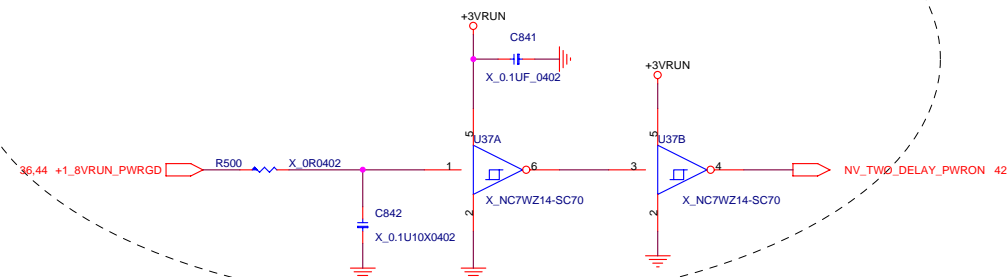 +3VRUN
C841
X_0.1UF_0402
+3VRUN
5
U37A
5
U37B
36,44 +1_8VRUN_PWRGD
R500
X_0R0402
1
6
3
4
NV_TWO_DELAY_PWRON 42
2
X_NC7WZ14-SC70
2
X_NC7WZ14-SC70
C842
X_0.1U10X0402